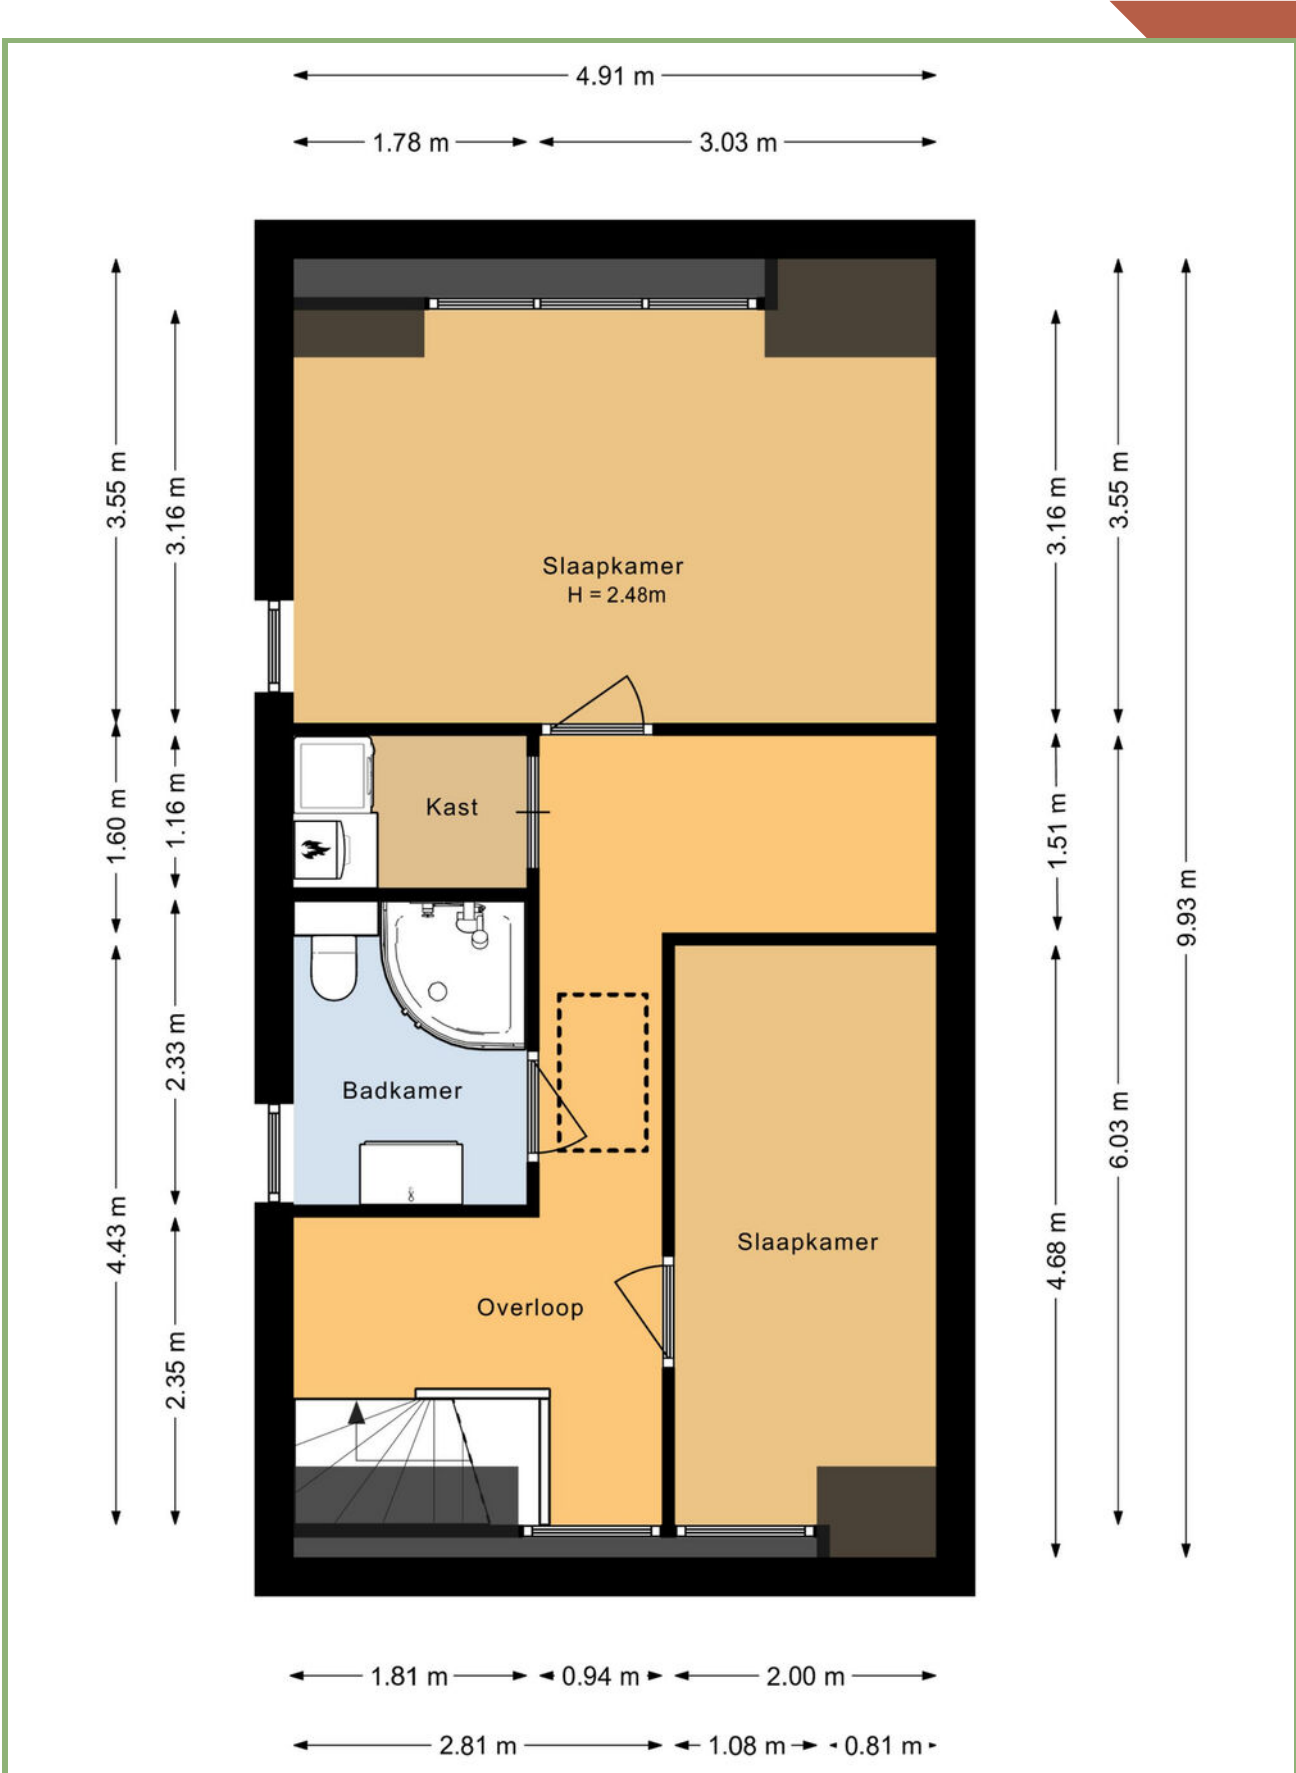 4.91 m
1.78 m
3.03 m
3.55 m
3.16 m
3.16 m
3.55 m
Slaapkamer
H = 2.48m
1.60 m
1.16 m
Kast
1.51 m
9.93 m
2.33 m
Badkamer
6.03 m
4.43 m
4.68 m
Slaapkamer
Overloop
2.35 m
1.81 m
0.94 m
2.00 m
2.81 m
1.08 m
0.81 m